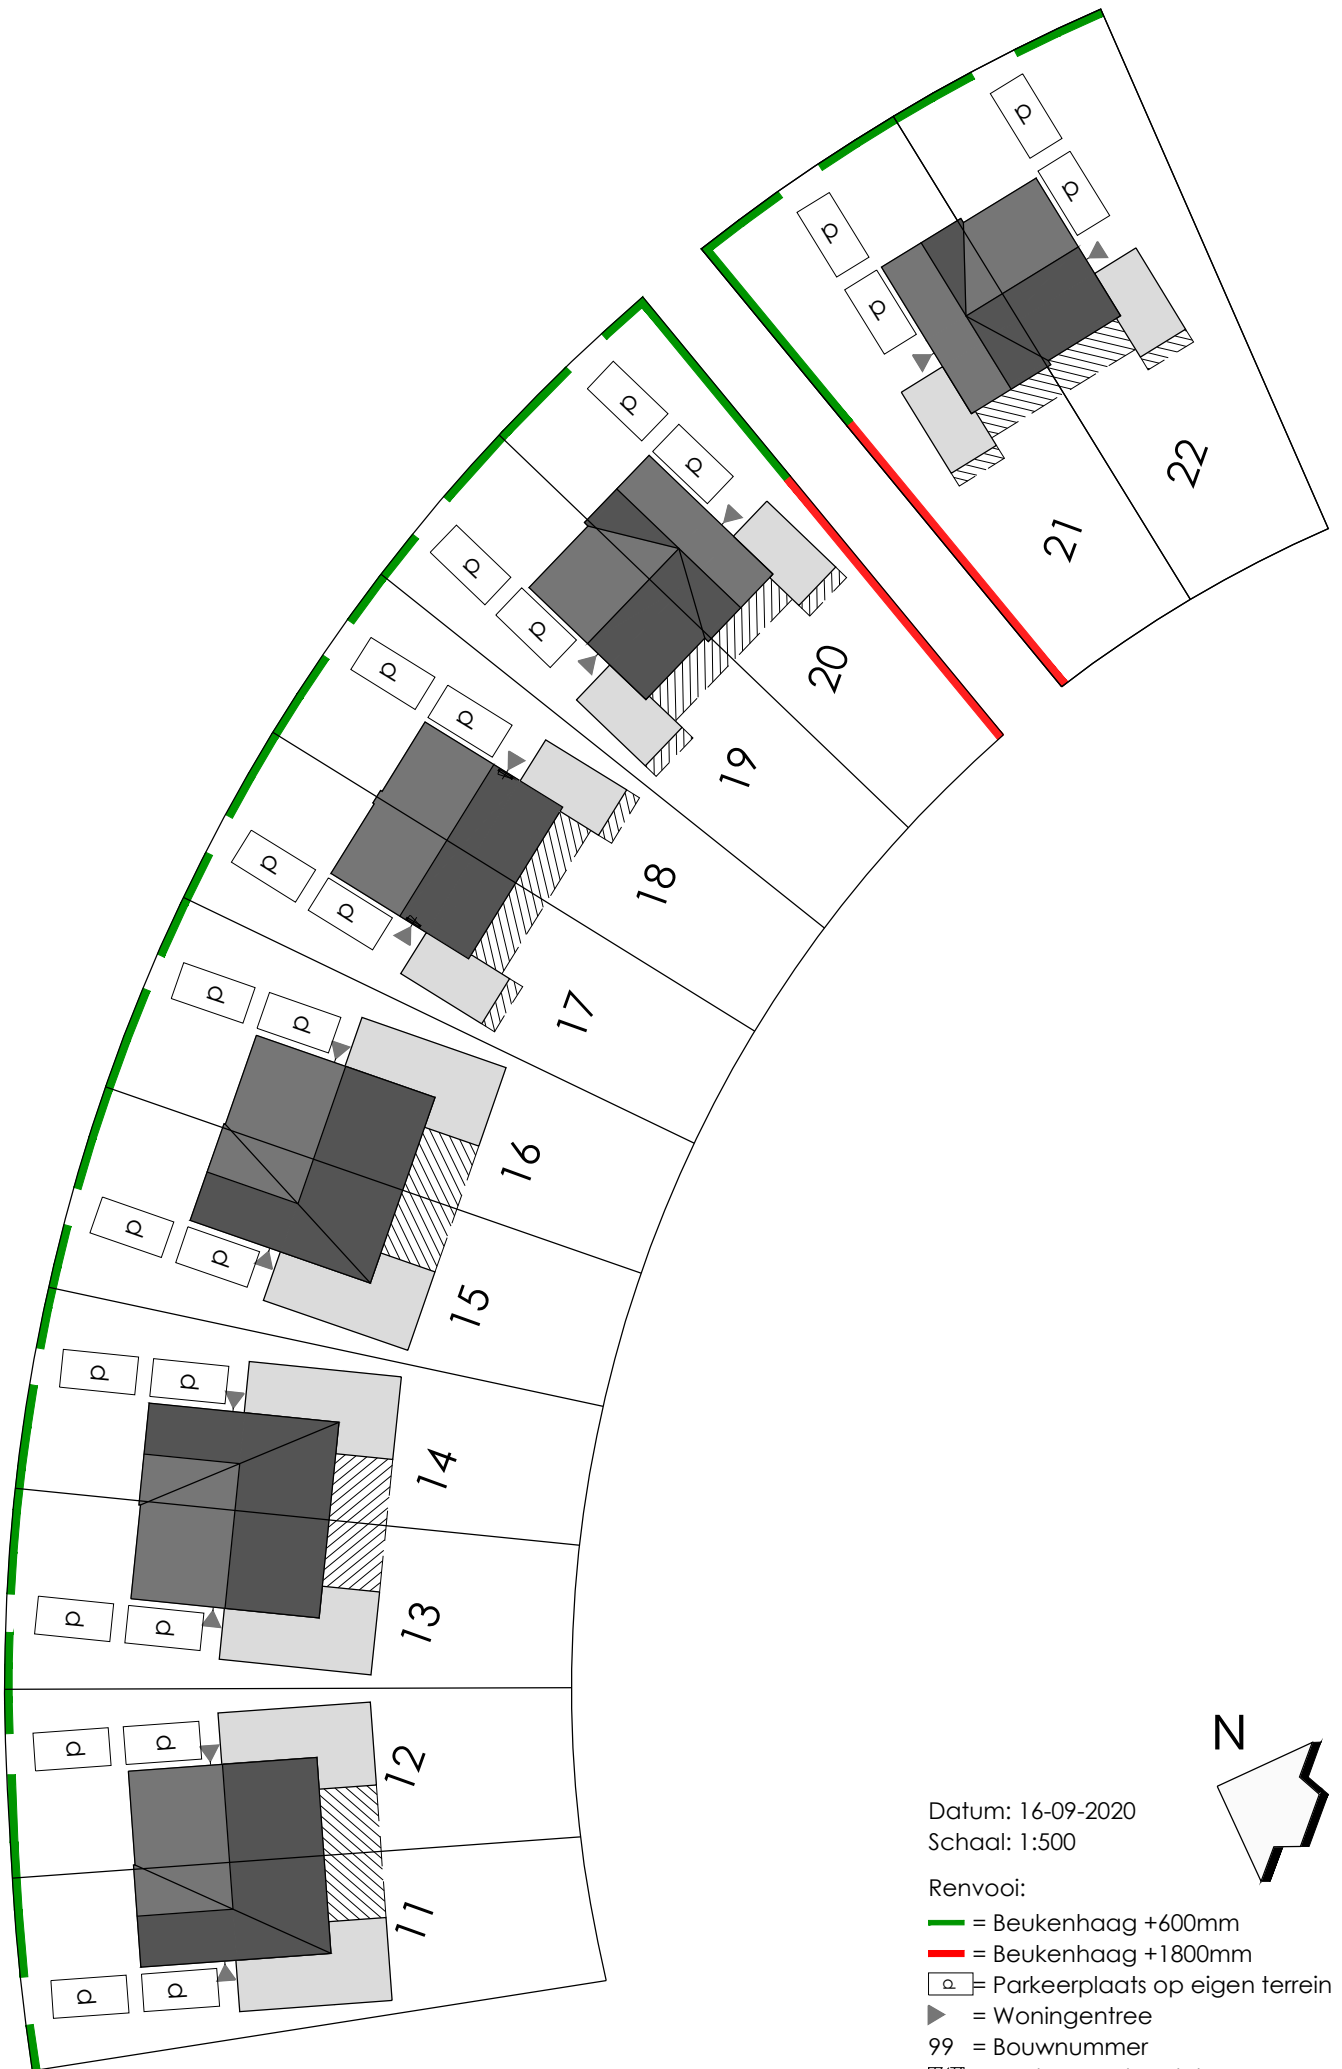 p
p
p
p
22
21
p
p
20
p
p
19
p
p
18
p
p
17
p
p
16
p
p
15
p
p
14
p
p
13
p
p
12
p
p
11
N
Datum: 16-09-2020
Schaal: 1:500
Renvooi:
= Beukenhaag +600mm
= Beukenhaag +1800mm
p = Parkeerplaats op eigen terrein
= Woningentree
99 = Bouwnummer